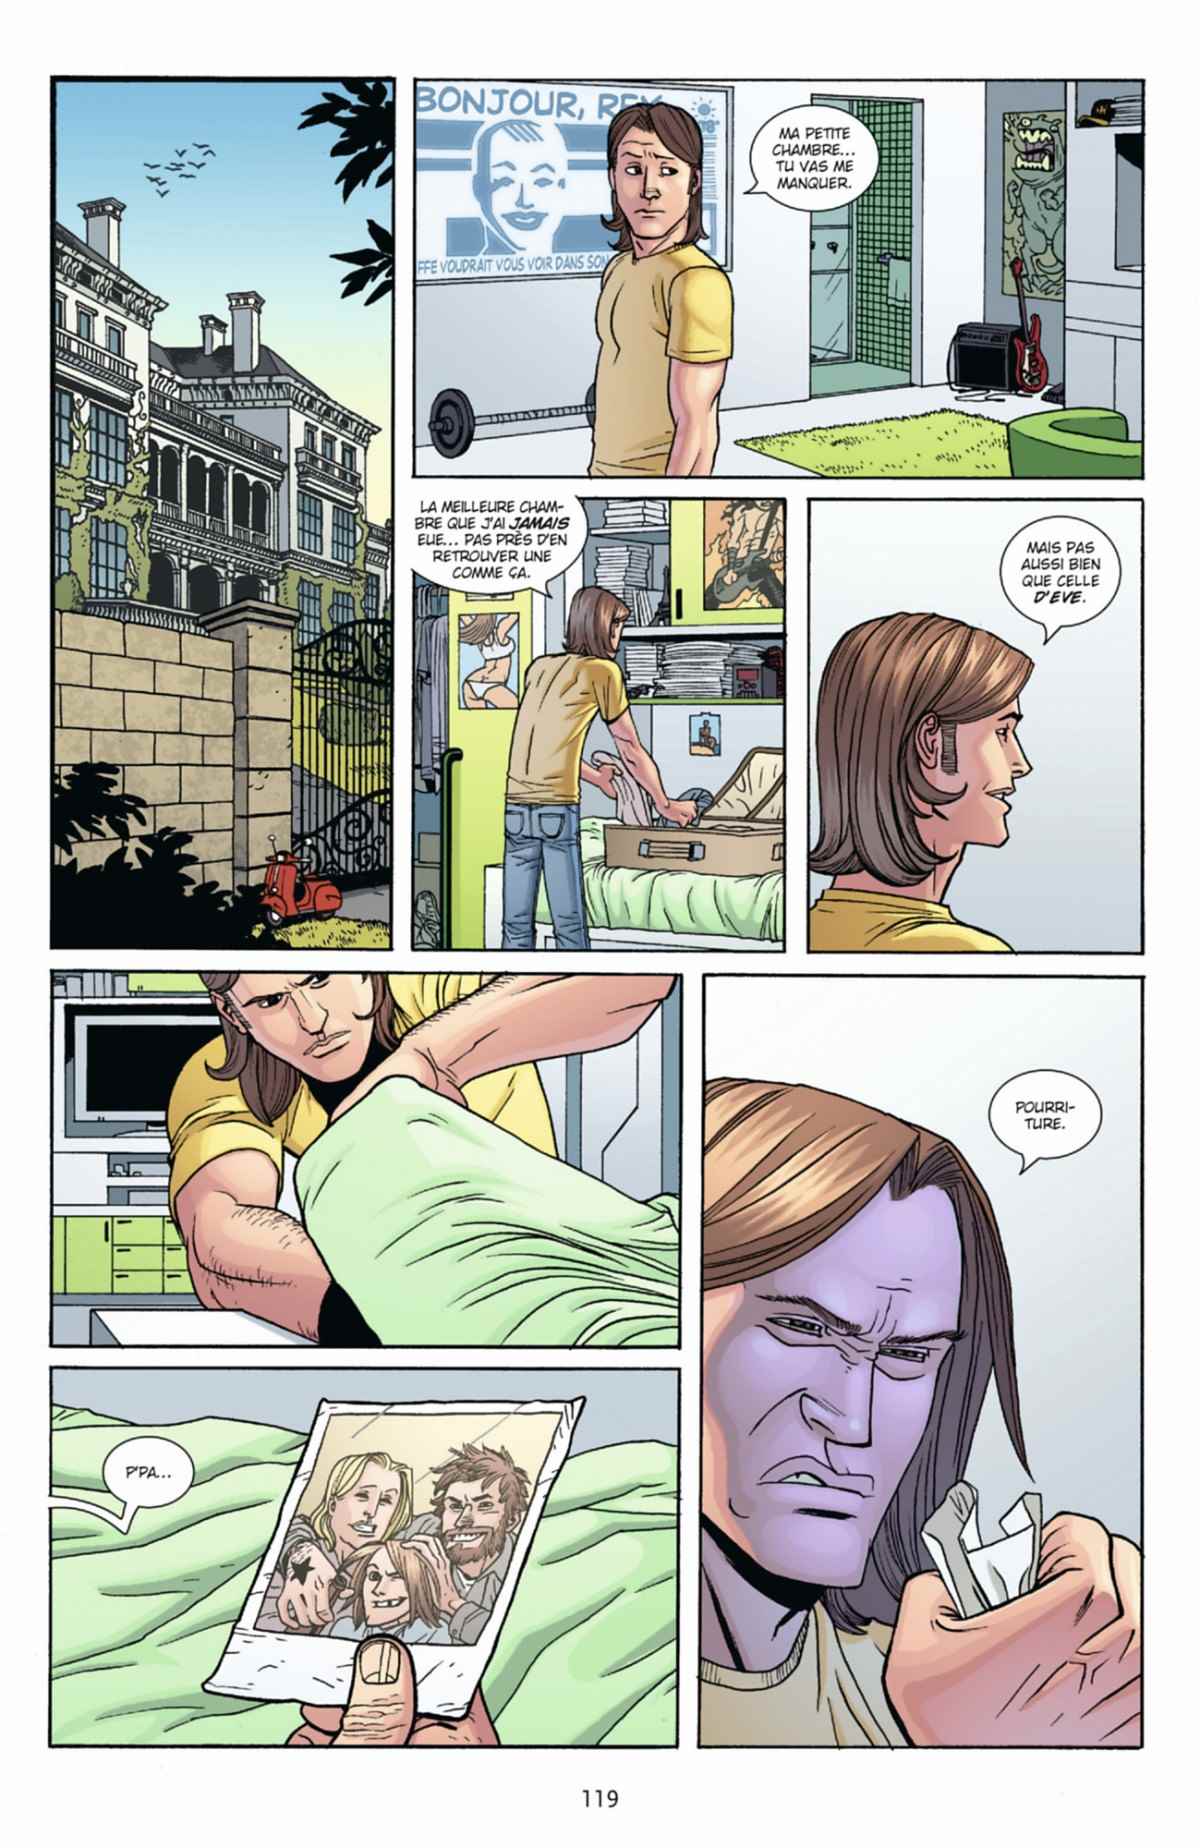 BONJOUR, REX
18°
FFE VOUDRAIT VOUS VOIR DANS SON
MA PETITE
CHAMBRE...
TU VAS ME
MANQUER.
LA MEILLEURE CHAM-
BRE QUE J'AI JAMAIS
EUE... PAS PRÈS D'EN
RETROUVER UNE
COMME ÇA.
MAIS PAS
AUSSI BIEN
QUE CELLE
D'EVE.
POURRI-
TURE.
P'PA...
119